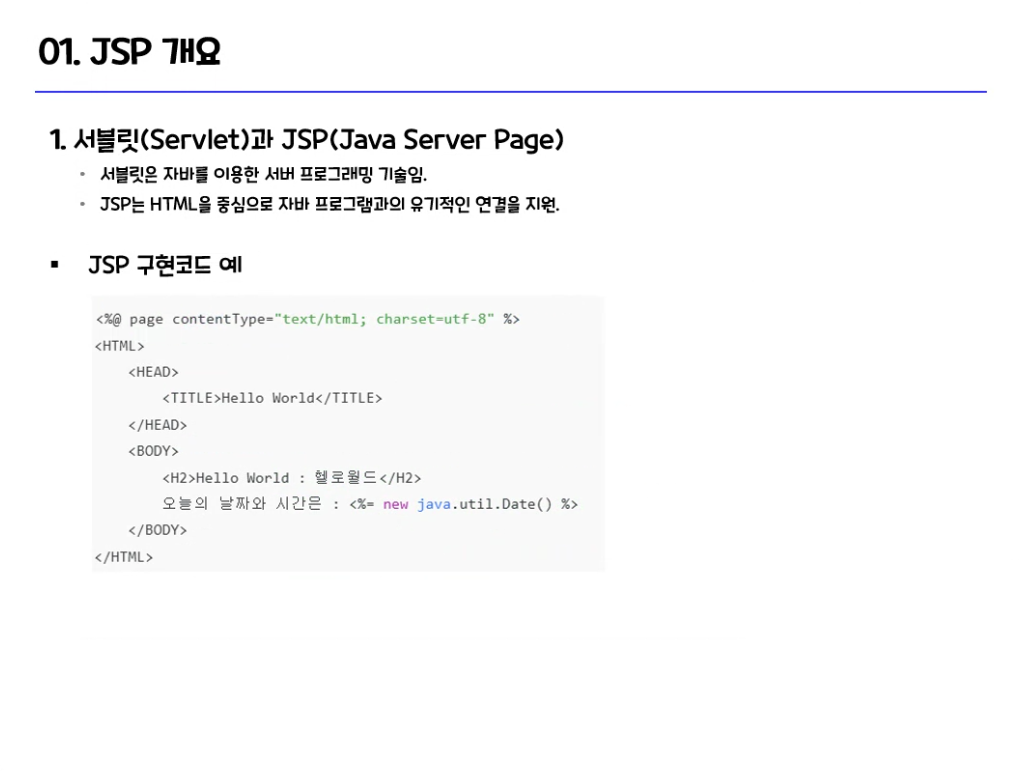 01. JSP 개요
1. 서블릿(Servlet)과 JSP(Java Server Page)
• 서블릿은 자바를 이용한 서버 프로그래밍 기술임.
• JSP는 HTML을 중심으로 자바 프로그램과의 유기적인 연결을 지원.
▪ JSP 구현코드 예
<%@ page contentType="text/html; charset=utf-8" %>
<HTML>
<HEAD>
<TITLE>Hello World</TITLE>
</HEAD>
<BODY>
<H2>Hello World : 헬로월드</H2>
오늘의 날짜와 시간은 : <%= new java.util.Date() %>
</BODY>
</HTML>